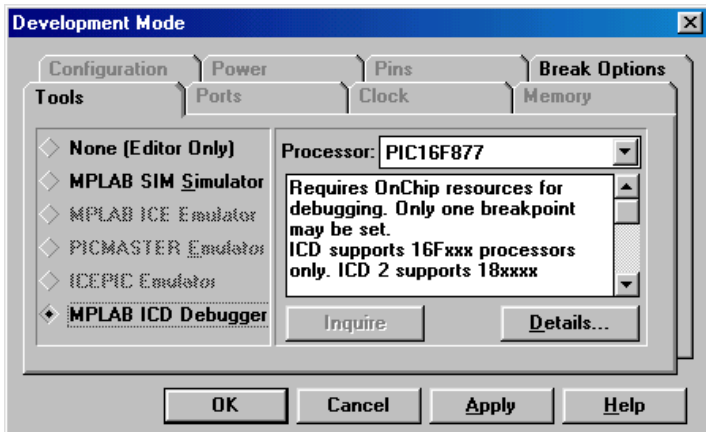 Development Mode
Configuration
Power
Pins
Break Options
Tools
Ports
Clock
Memory
None (Editor Only)
MPLAB SIM Simulator
MPLAB ICE Emulator
PICMASTER Emulator
ICEPIC Emulator
MPLAB ICD Debugger
Processor: PIC16F877
Requires OnChip resources for
debugging. Only one breakpoint
may be set.
ICD supports 16Fxxx processors
only. ICD 2 supports 18xxxx
Inquire
Details...
OK
Cancel
Apply
Help